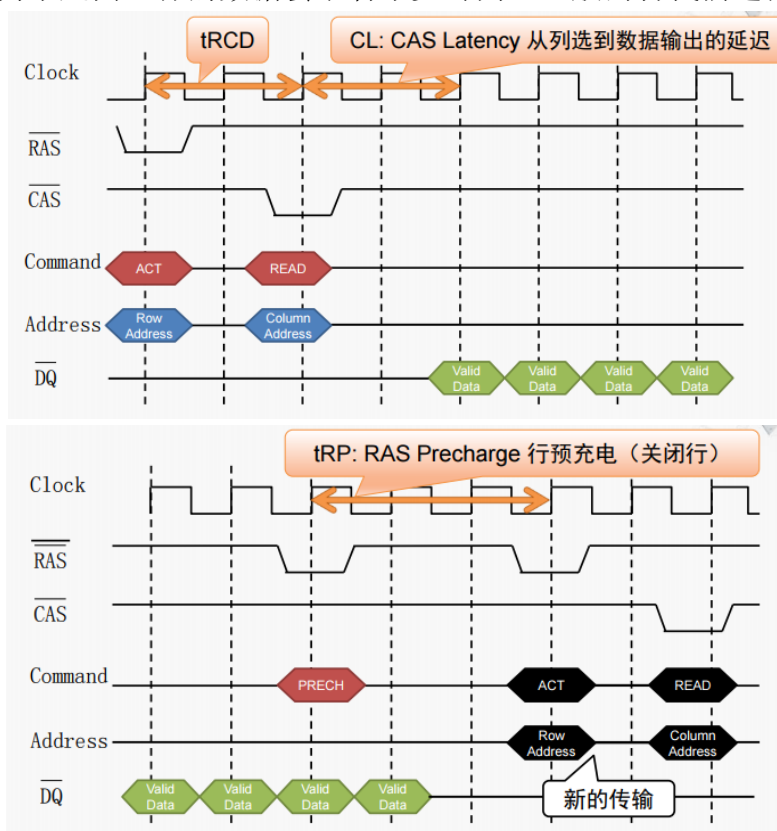 tRCD
CL: CAS Latency 从列选到数据输出的延迟
Clock
RAS
CAS
Command
ACT
READ
Address
Row
Address
Column
Address
DQ
Valid
Data
Valid
Data
Valid
Data
Valid
Data
tRP: RAS Precharge 行预充电（关闭行）
Clock
RAS
CAS
Command
PRECH
ACT
READ
Address
Row
Address
Column
Address
DQ
Valid
Data
Valid
Data
Valid
Data
Valid
Data
新的传输